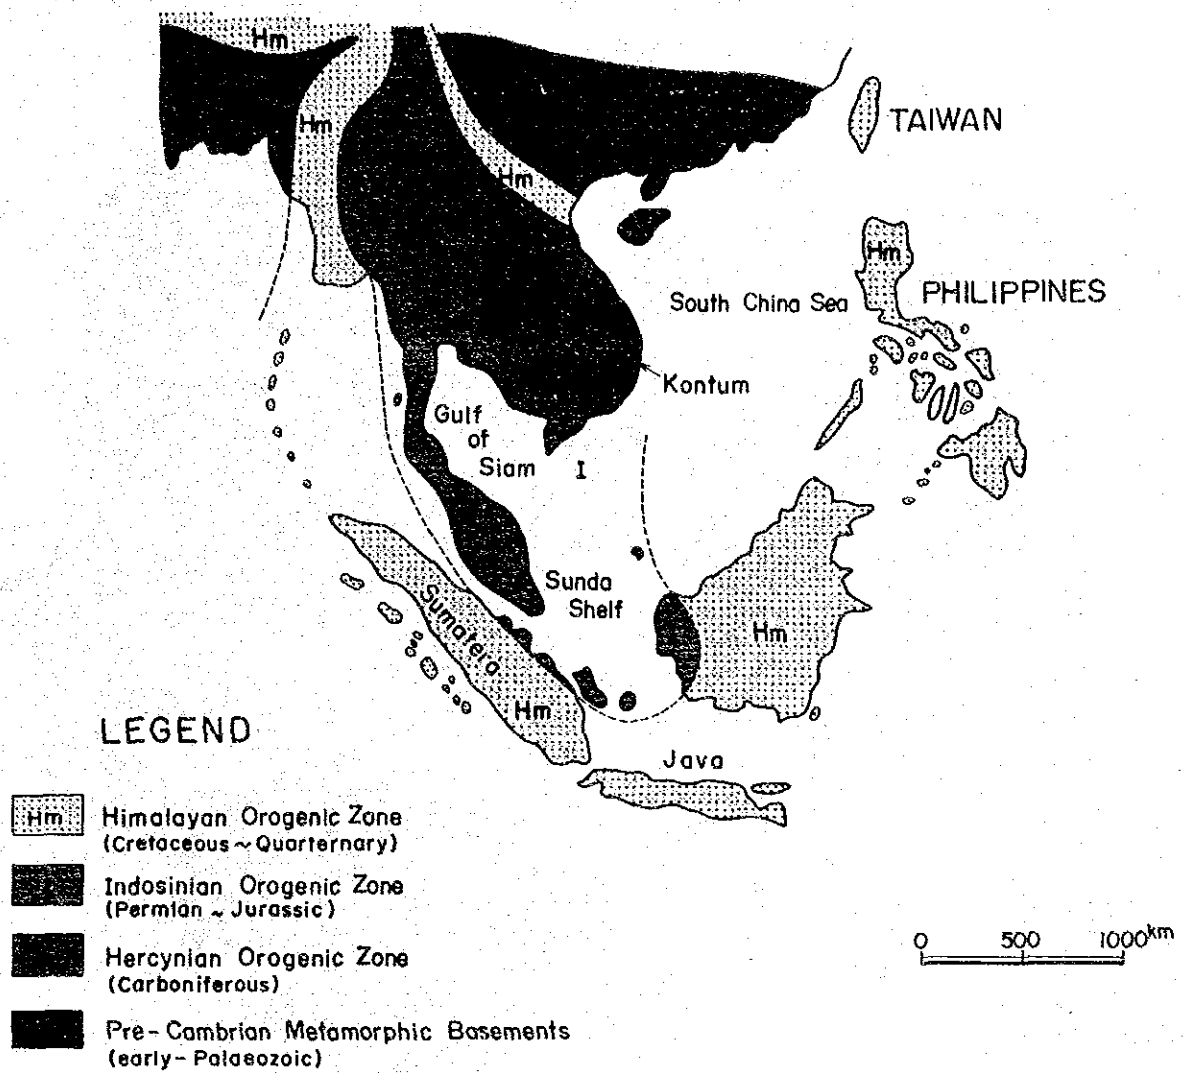 Hm
Hm
TAIWAN
Hm
Hm
PHILIPPINES
South China Sea
Kontum
Gulf
of
Siam
I
Sunda
Shelf
Sumatera
Hm
Hm
Java
LEGEND
Hm Himalayan Orogenic Zone
(Cretaceous ~ Quarternary)
Indosinian Orogenic Zone
(Permian ~ Jurassic)
Hercynian Orogenic Zone
(Carboniferous)
Pre-Cambrian Metamorphic Basements
(early-Palaeozoic)
0 500 1000 km